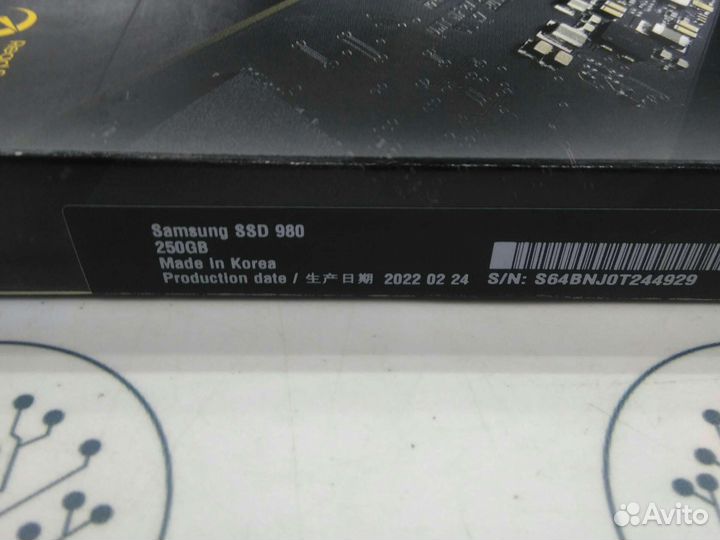 Samsung SSD 980
250GB
Made in Korea
Production date / 生产日期 2022 02 24
S/N: S64BNJ0T244929
Avito